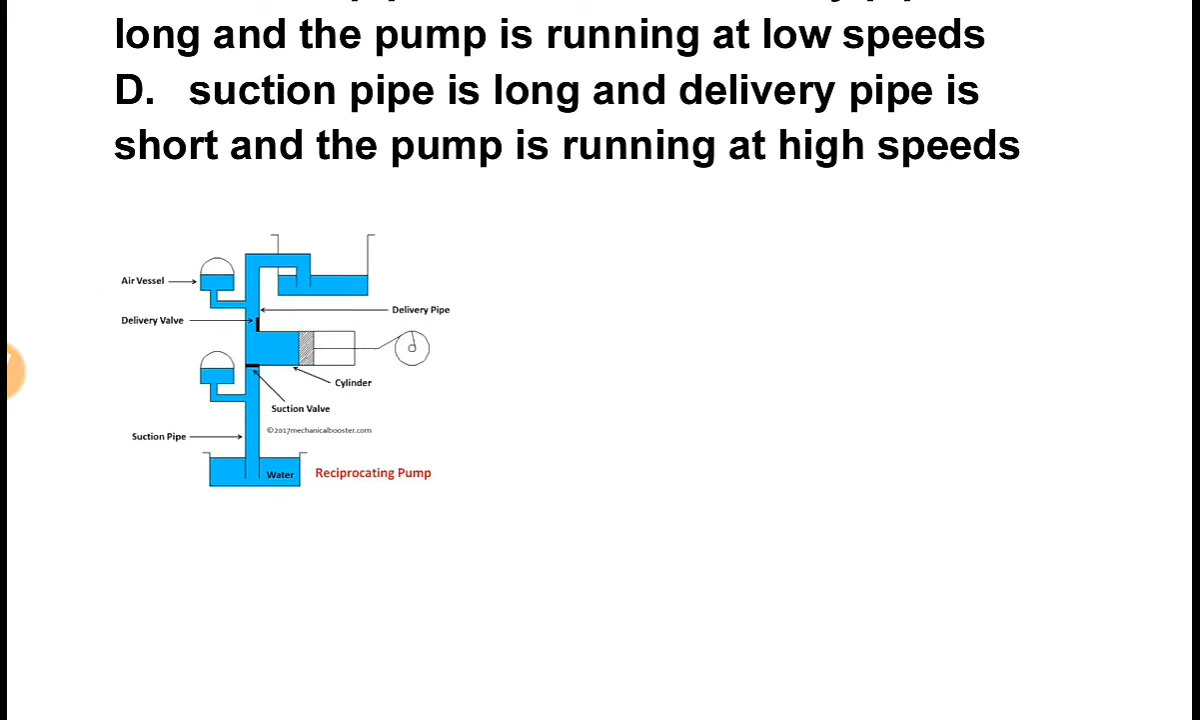 long and the pump is running at low speeds
D. suction pipe is long and delivery pipe is
short and the pump is running at high speeds
Air Vessel
Delivery Pipe
Delivery Valve
Cylinder
Suction Valve
©2017mechanicalbooster.com
Suction Pipe
Water
Reciprocating Pump